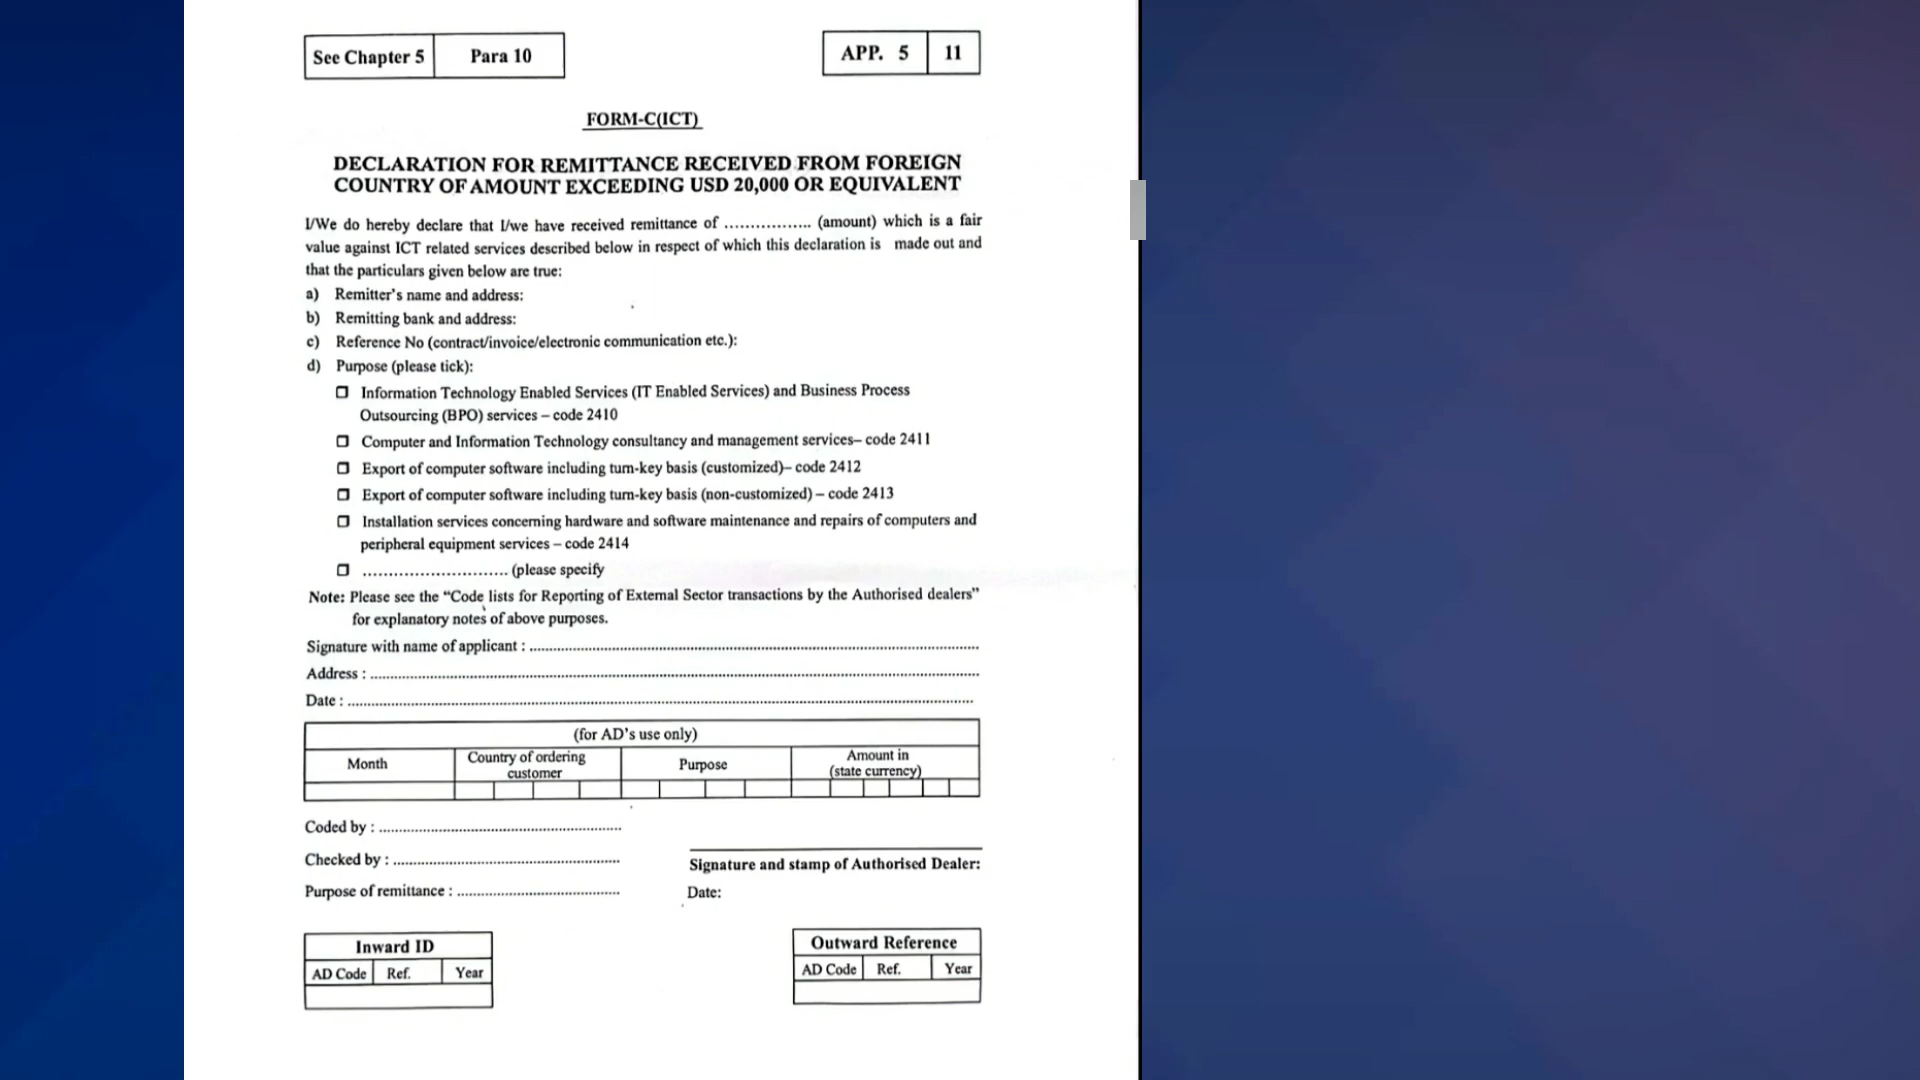 See Chapter 5 Para 10 APP. 5 11
FORM-C(ICT)
DECLARATION FOR REMITTANCE RECEIVED FROM FOREIGN
COUNTRY OF AMOUNT EXCEEDING USD 20,000 OR EQUIVALENT
I/We do hereby declare that I/we have received remittance of ................. (amount) which is a fair
value against ICT related services described below in respect of which this declaration is made out and
that the particulars given below are true:
a) Remitter's name and address:
b) Remitting bank and address:
c) Reference No (contract/invoice/electronic communication etc.):
d) Purpose (please tick):
Information Technology Enabled Services (IT Enabled Services) and Business Process
Outsourcing (BPO) services – code 2410
Computer and Information Technology consultancy and management services– code 2411
Export of computer software including turn-key basis (customized)– code 2412
Export of computer software including turn-key basis (non-customized) – code 2413
Installation services concerning hardware and software maintenance and repairs of computers and
peripheral equipment services – code 2414
............................ (please specify
Note: Please see the “Code lists for Reporting of External Sector transactions by the Authorised dealers”
for explanatory notes of above purposes.
Signature with name of applicant : ....................
Address : ....................
Date : ....................
(for AD's use only)
Month Country of ordering customer Purpose Amount in (state currency)
Coded by : ....................
Checked by : ....................
Signature and stamp of Authorised Dealer:
Purpose of remittance : ....................
Date:
Inward ID Outward Reference
AD Code Ref. Year AD Code Ref. Year